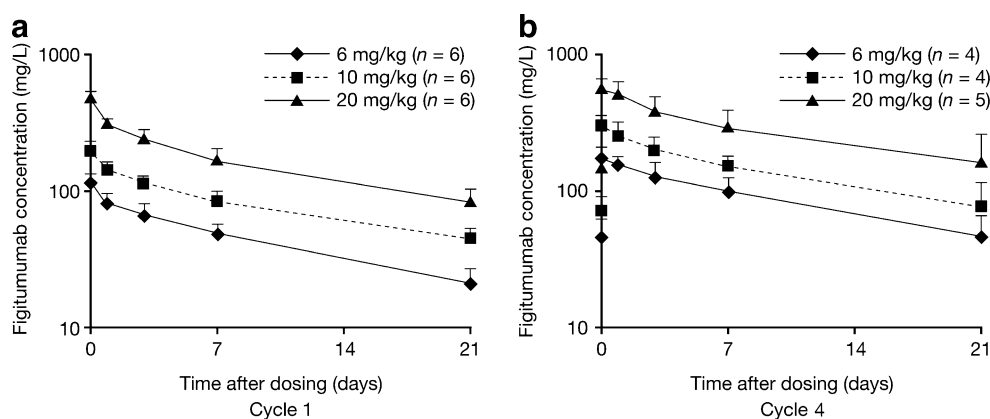 a
Figitumumab concentration (mg/L)
1000
100
10
6 mg/kg (n = 6)
10 mg/kg (n = 6)
20 mg/kg (n = 6)
0 7 14 21
Time after dosing (days)
Cycle 1
b
Figitumumab concentration (mg/L)
1000
100
10
6 mg/kg (n = 4)
10 mg/kg (n = 4)
20 mg/kg (n = 5)
0 7 14 21
Time after dosing (days)
Cycle 4